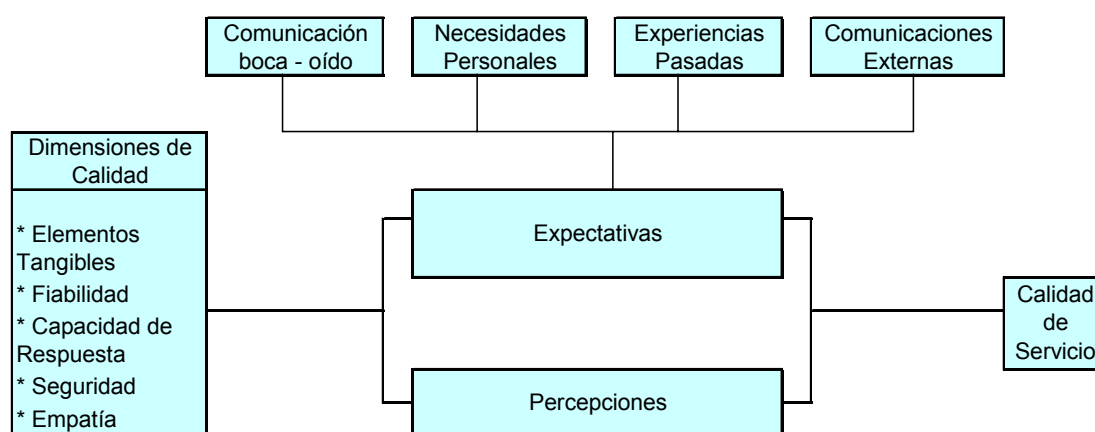 Comunicación
boca - oído
Necesidades
Personales
Experiencias
Pasadas
Comunicaciones
Externas
Dimensiones de
Calidad
* Elementos
Tangibles
* Fiabilidad
* Capacidad de
Respuesta
* Seguridad
* Empatía
Expectativas
Percepciones
Calidad
de
Servicio